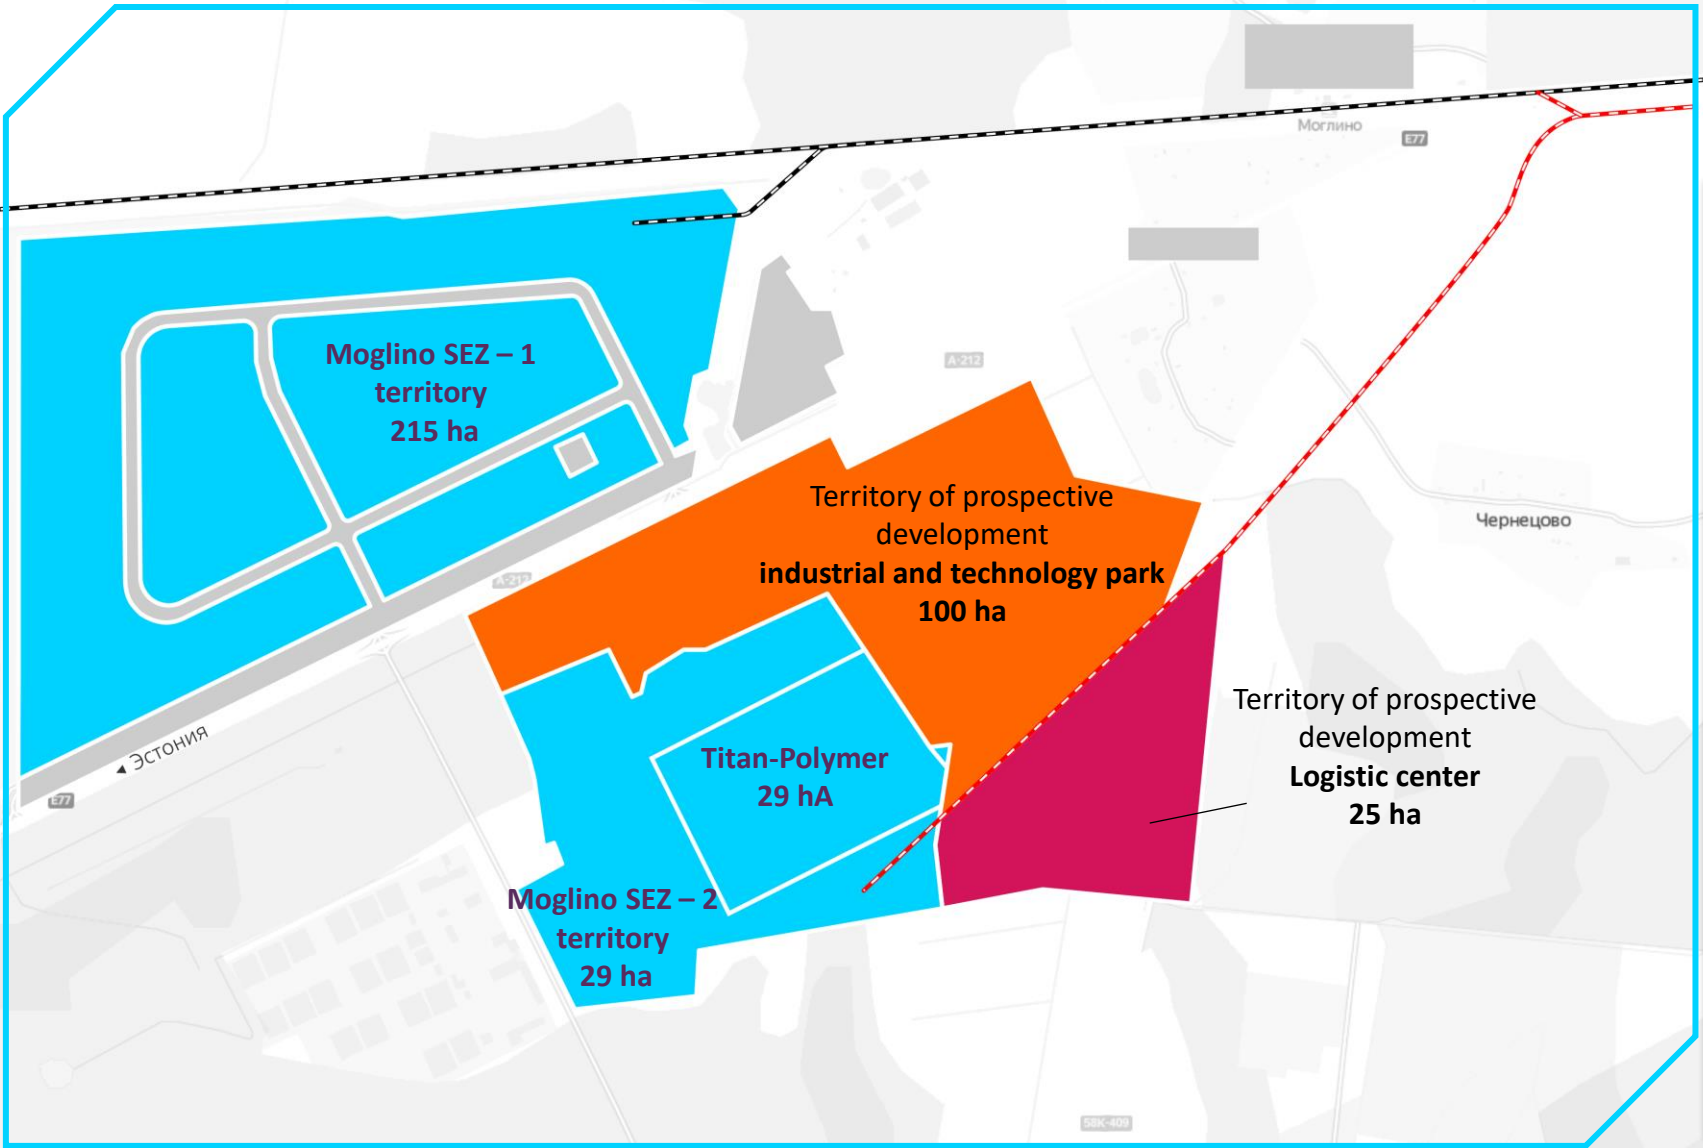 Моглино
E77
Moglino SEZ – 1
territory
215 ha
A-212
Territory of prospective
development
industrial and technology park
100 ha
Чернецово
A-212
Эстония
E77
Titan-Polymer
29 hA
Territory of prospective
development
Logistic center
25 ha
Moglino SEZ – 2
territory
29 ha
58K-409